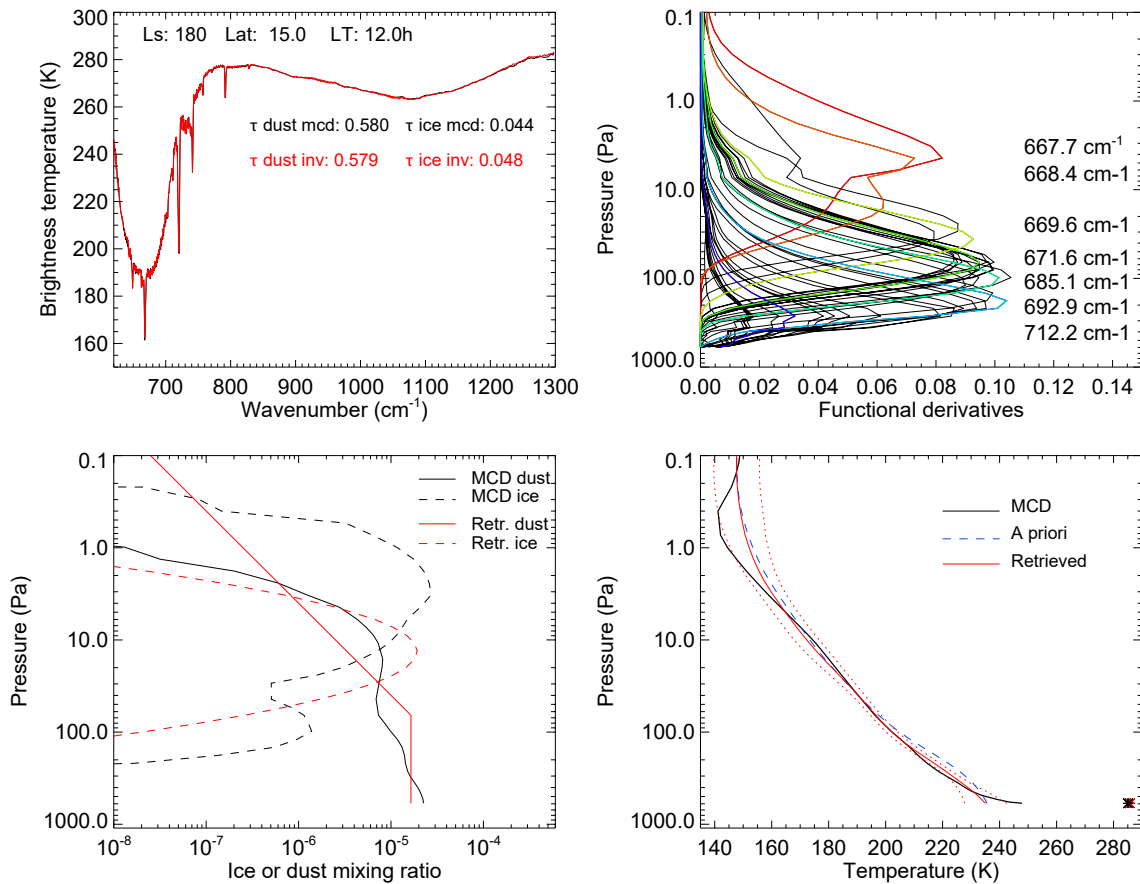 Ls: 180 Lat: 15.0 LT: 12.0h
τ dust mcd: 0.580 τ ice mcd: 0.044
τ dust inv: 0.579 τ ice inv: 0.048
Brightness temperature (K)
300
280
260
240
220
200
180
160
700 800 900 1000 1100 1200 1300
Wavenumber (cm⁻¹)
Pressure (Pa)
0.1
1.0
10.0
100.0
1000.0
667.7 cm⁻¹
668.4 cm-1
669.6 cm-1
671.6 cm-1
685.1 cm-1
692.9 cm-1
712.2 cm-1
0.00 0.02 0.04 0.06 0.08 0.10 0.12 0.14
Functional derivatives
Pressure (Pa)
0.1
1.0
10.0
100.0
1000.0
MCD dust
MCD ice
Retr. dust
Retr. ice
10⁻⁸ 10⁻⁷ 10⁻⁶ 10⁻⁵ 10⁻⁴
Ice or dust mixing ratio
Pressure (Pa)
0.1
1.0
10.0
100.0
1000.0
MCD
A priori
Retrieved
140 160 180 200 220 240 260 280
Temperature (K)